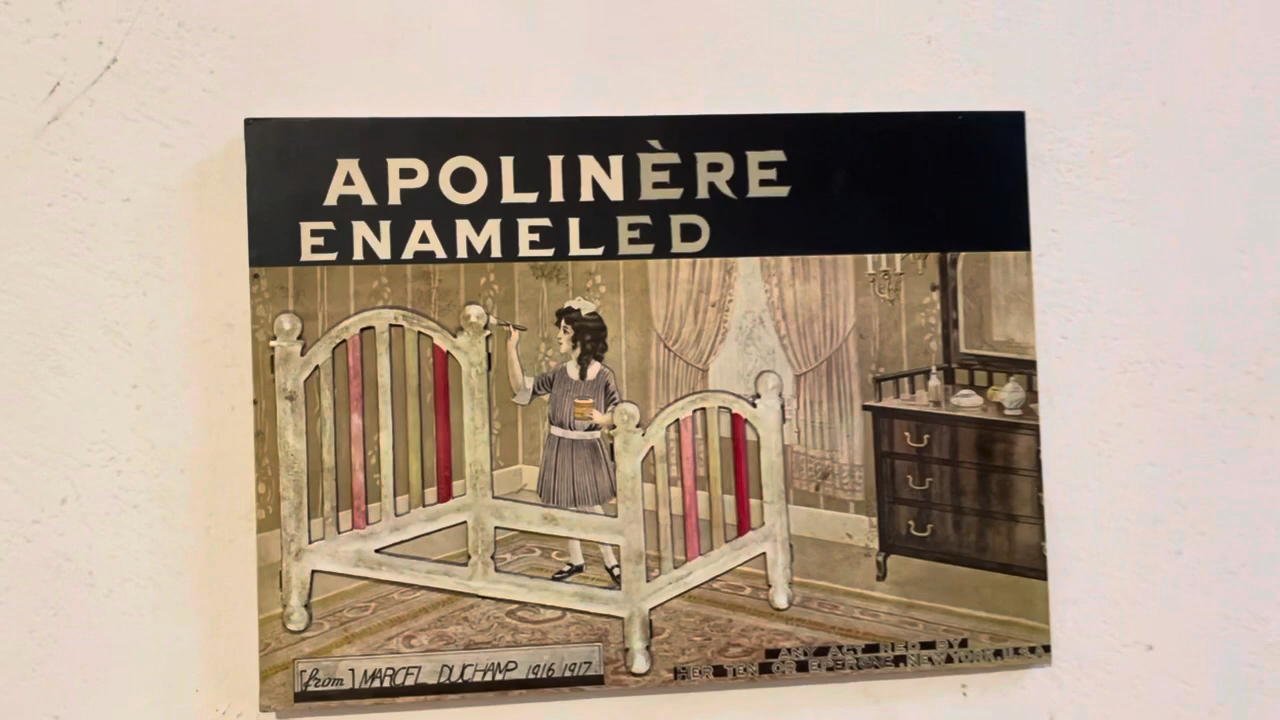 APOLINÈRE
ENAMELED
[from] MARCEL DUCHAMP 1916 1917
ANY ACT RED BY
HER TEN OR EPERGNE, NEW YORK, U.S.A.